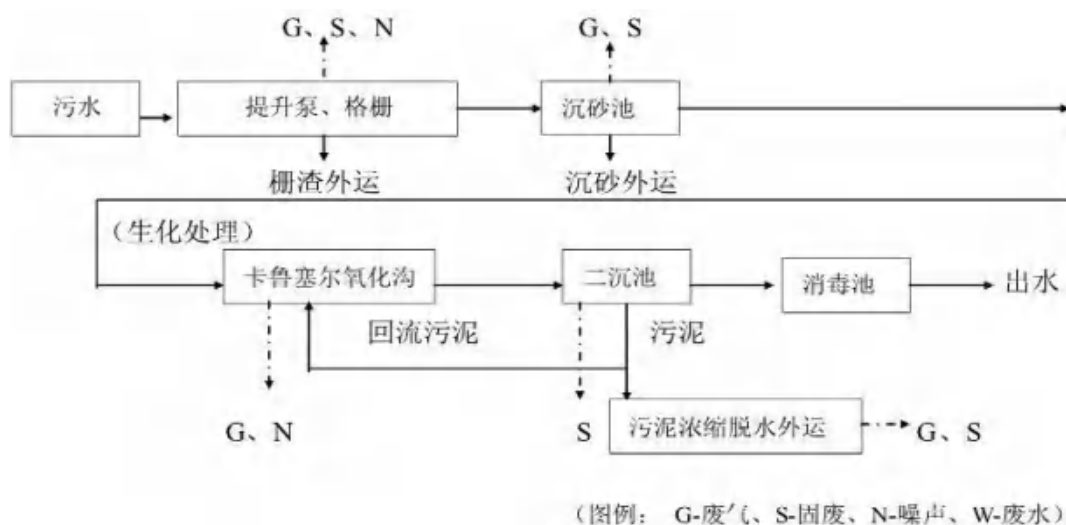 G、S、N
G、S
污水
提升泵、格栅
沉砂池
栅渣外运
沉砂外运
（生化处理）
卡鲁塞尔氧化沟
二沉池
消毒池
出水
回流污泥
污泥
G、N
S
污泥浓缩脱水外运
G、S
（图例： G-废气、S-固废、N-噪声、W-废水）